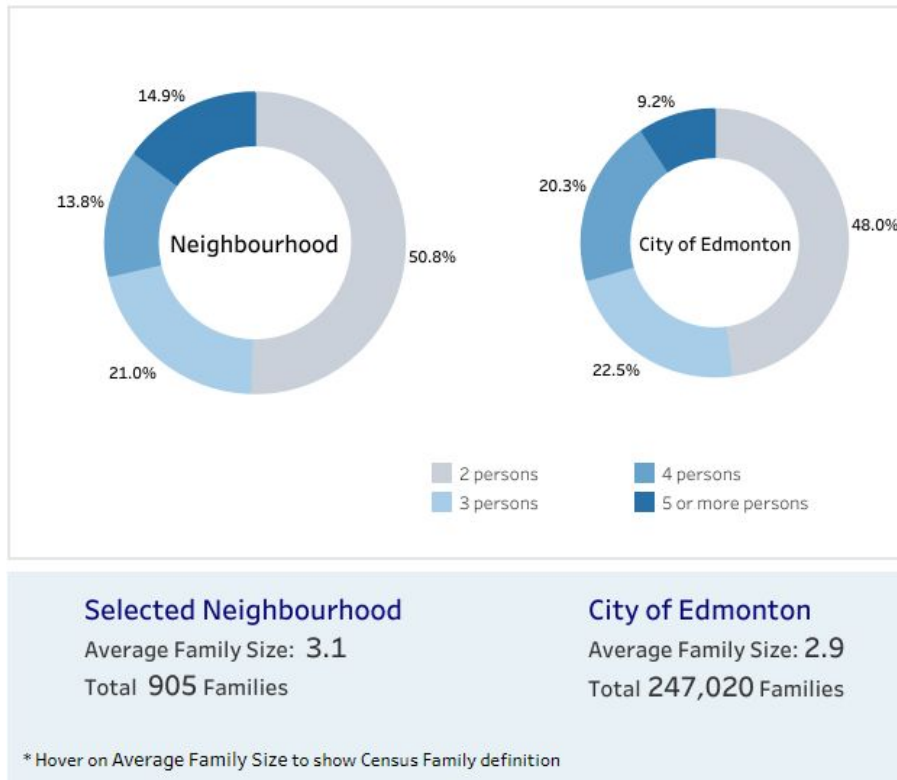 14.9%
13.8%
Neighbourhood
50.8%
21.0%
9.2%
20.3%
City of Edmonton
48.0%
22.5%
2 persons
3 persons
4 persons
5 or more persons
Selected Neighbourhood
Average Family Size: 3.1
Total 905 Families
City of Edmonton
Average Family Size: 2.9
Total 247,020 Families
* Hover on Average Family Size to show Census Family definition